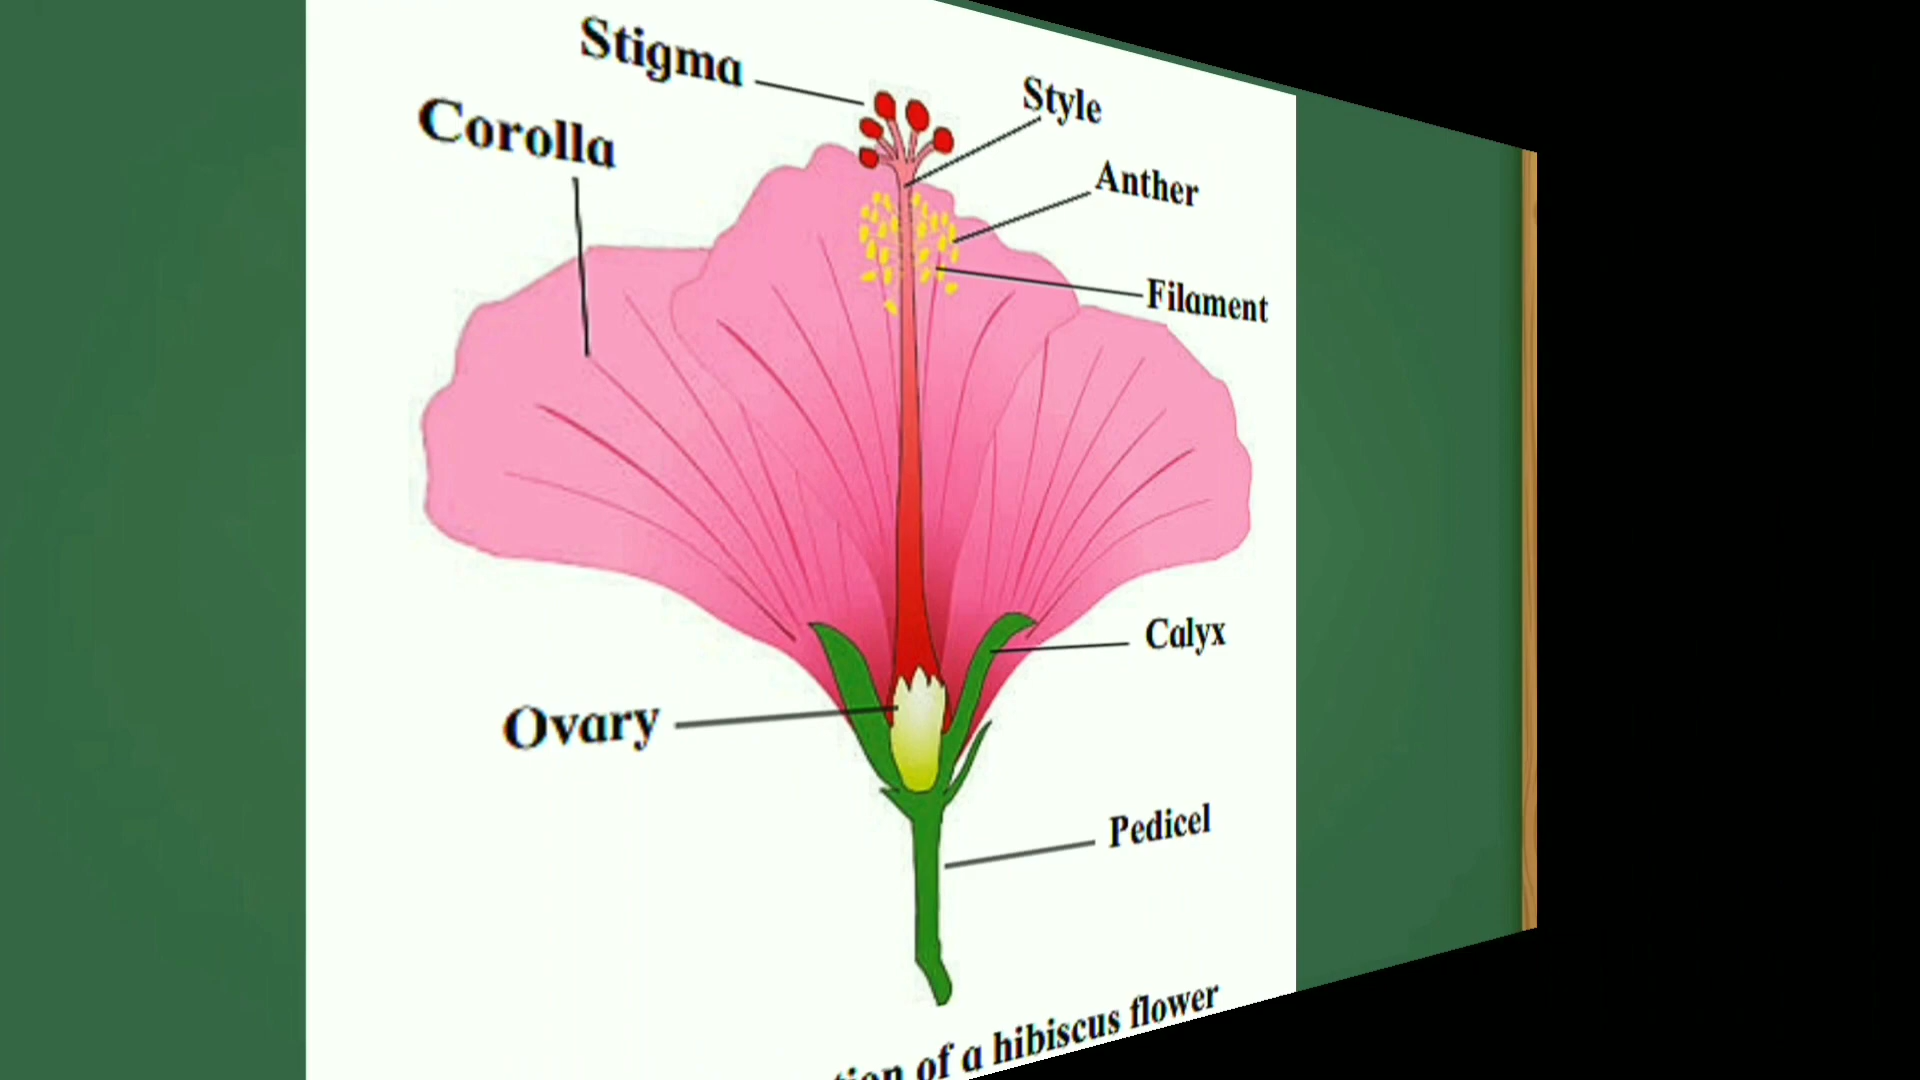 Stigma
Style
Corolla
Anther
Filament
Calyx
Ovary
Pedicel
of a hibiscus flower